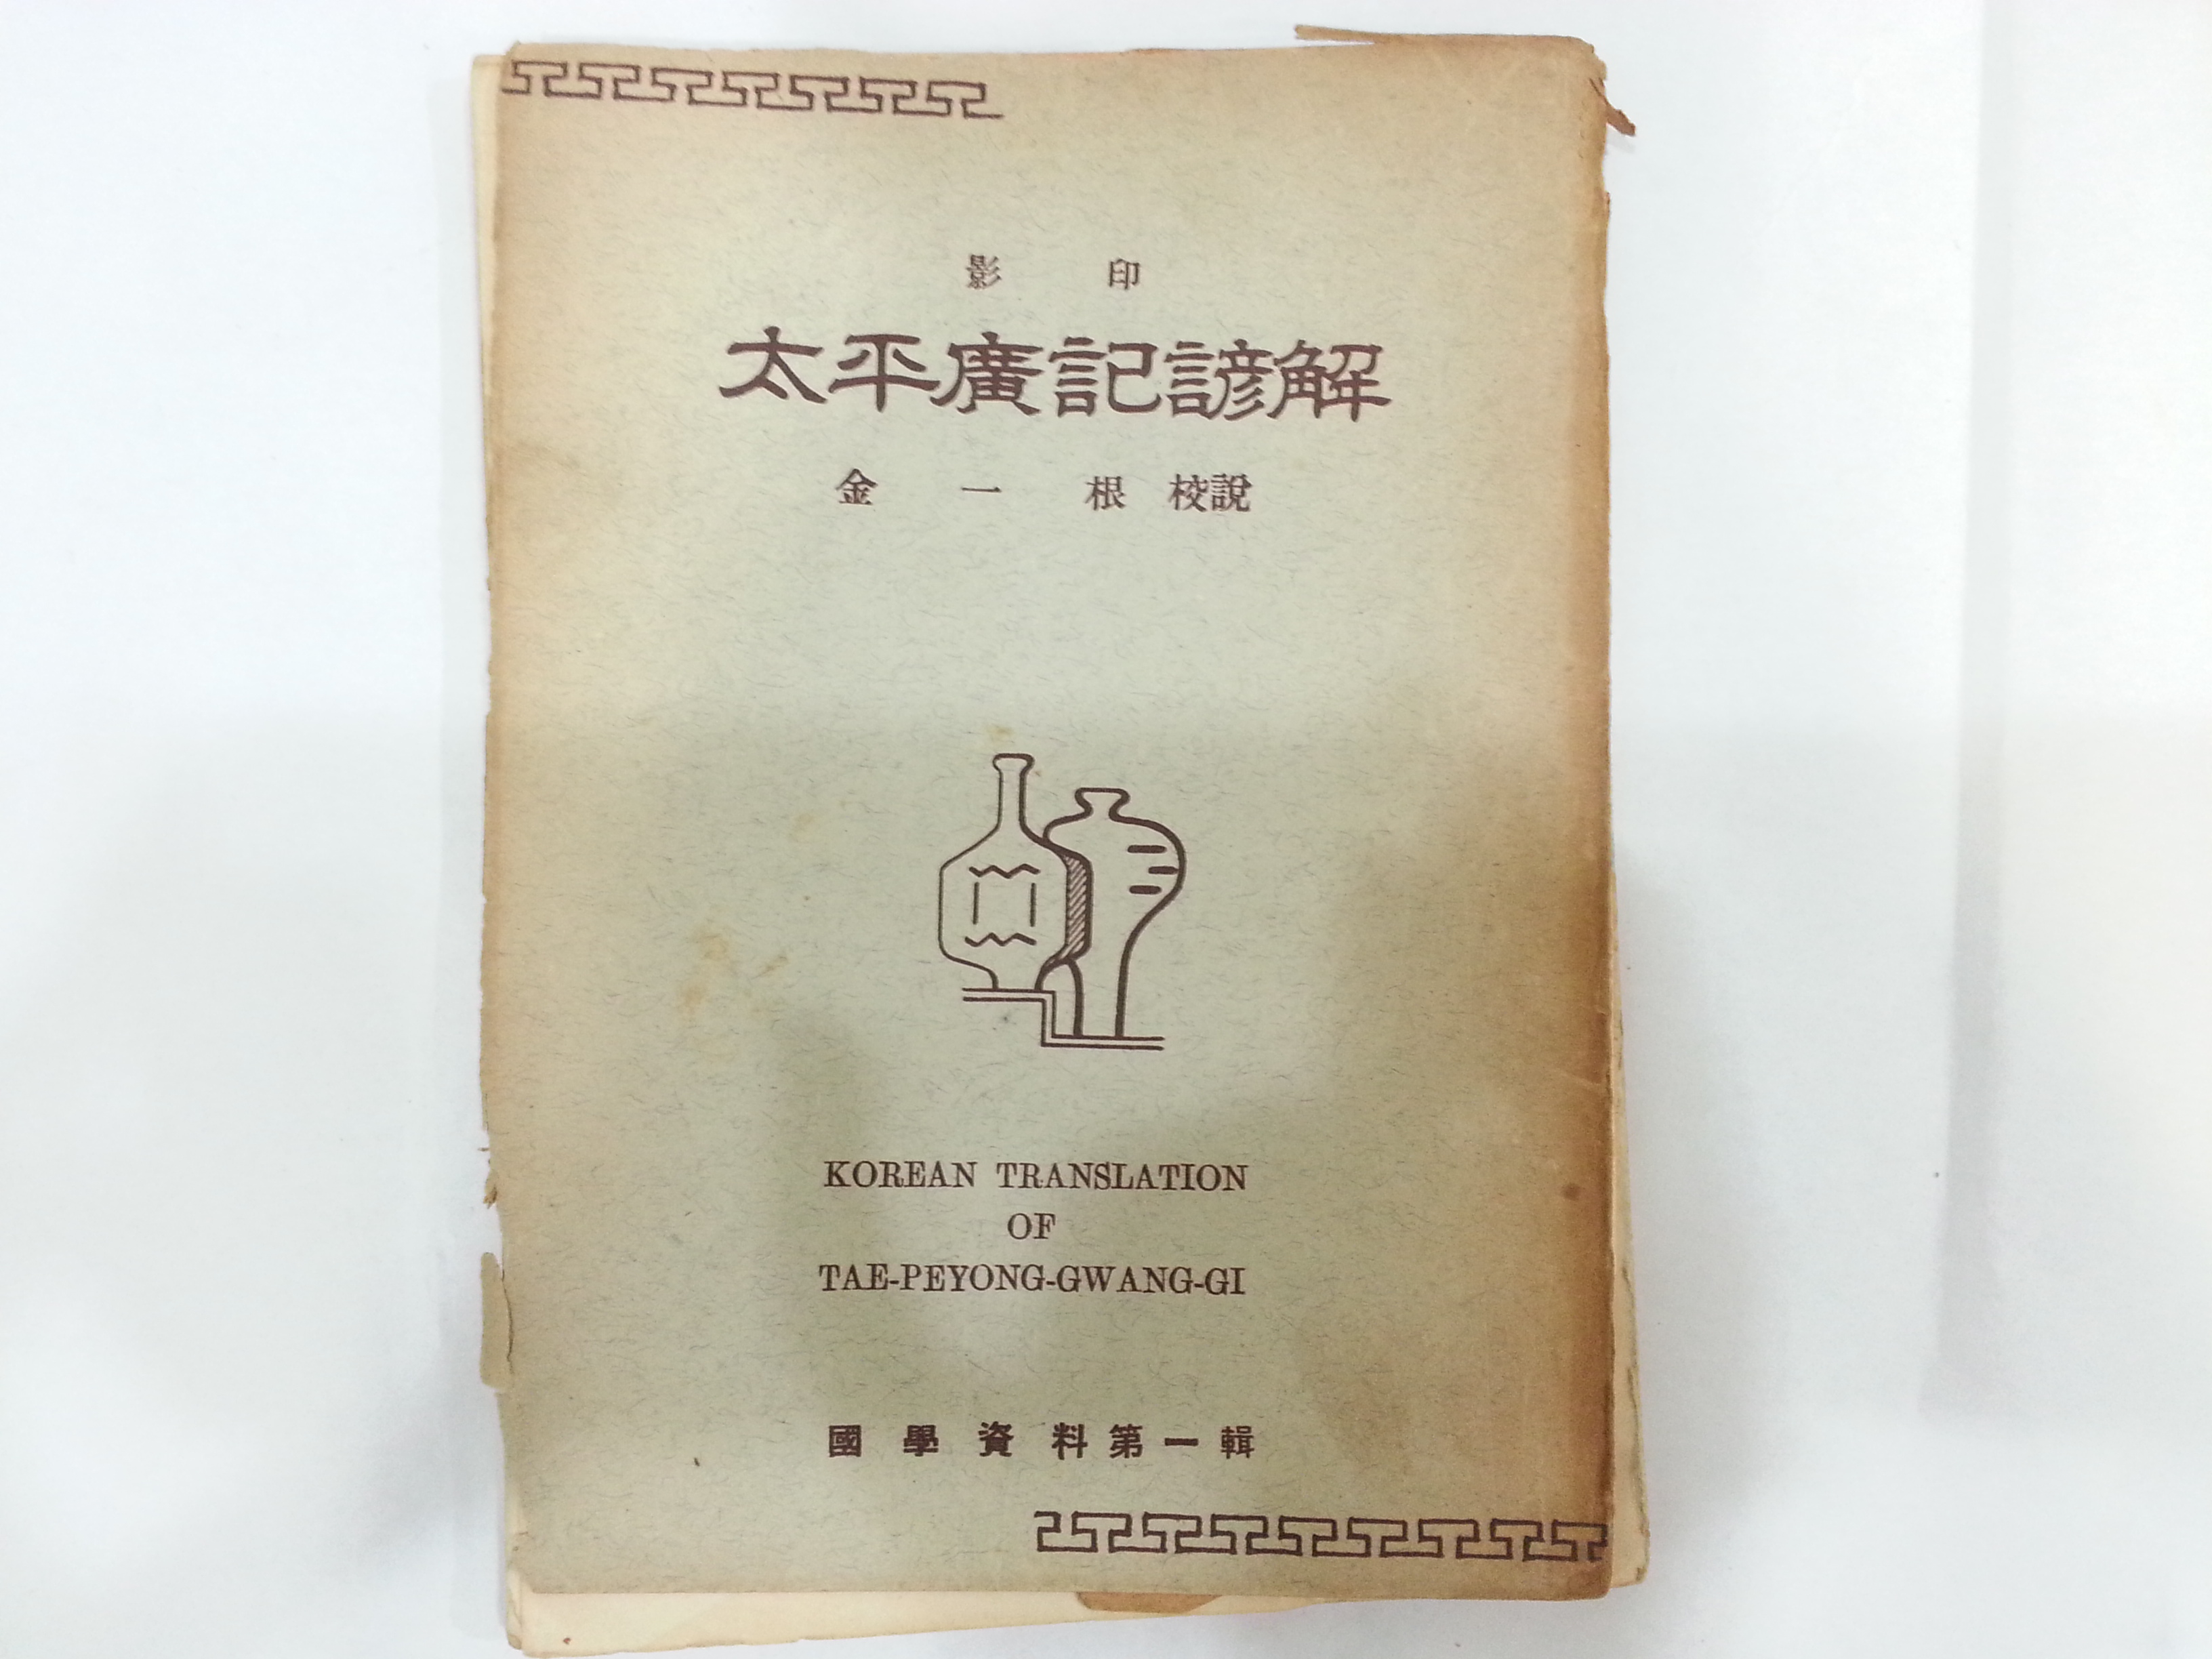 影印
太平廣記諺解
金一根 校說
KOREAN TRANSLATION
OF
TAE-PEYONG-GWANG-GI
國學資料第一輯